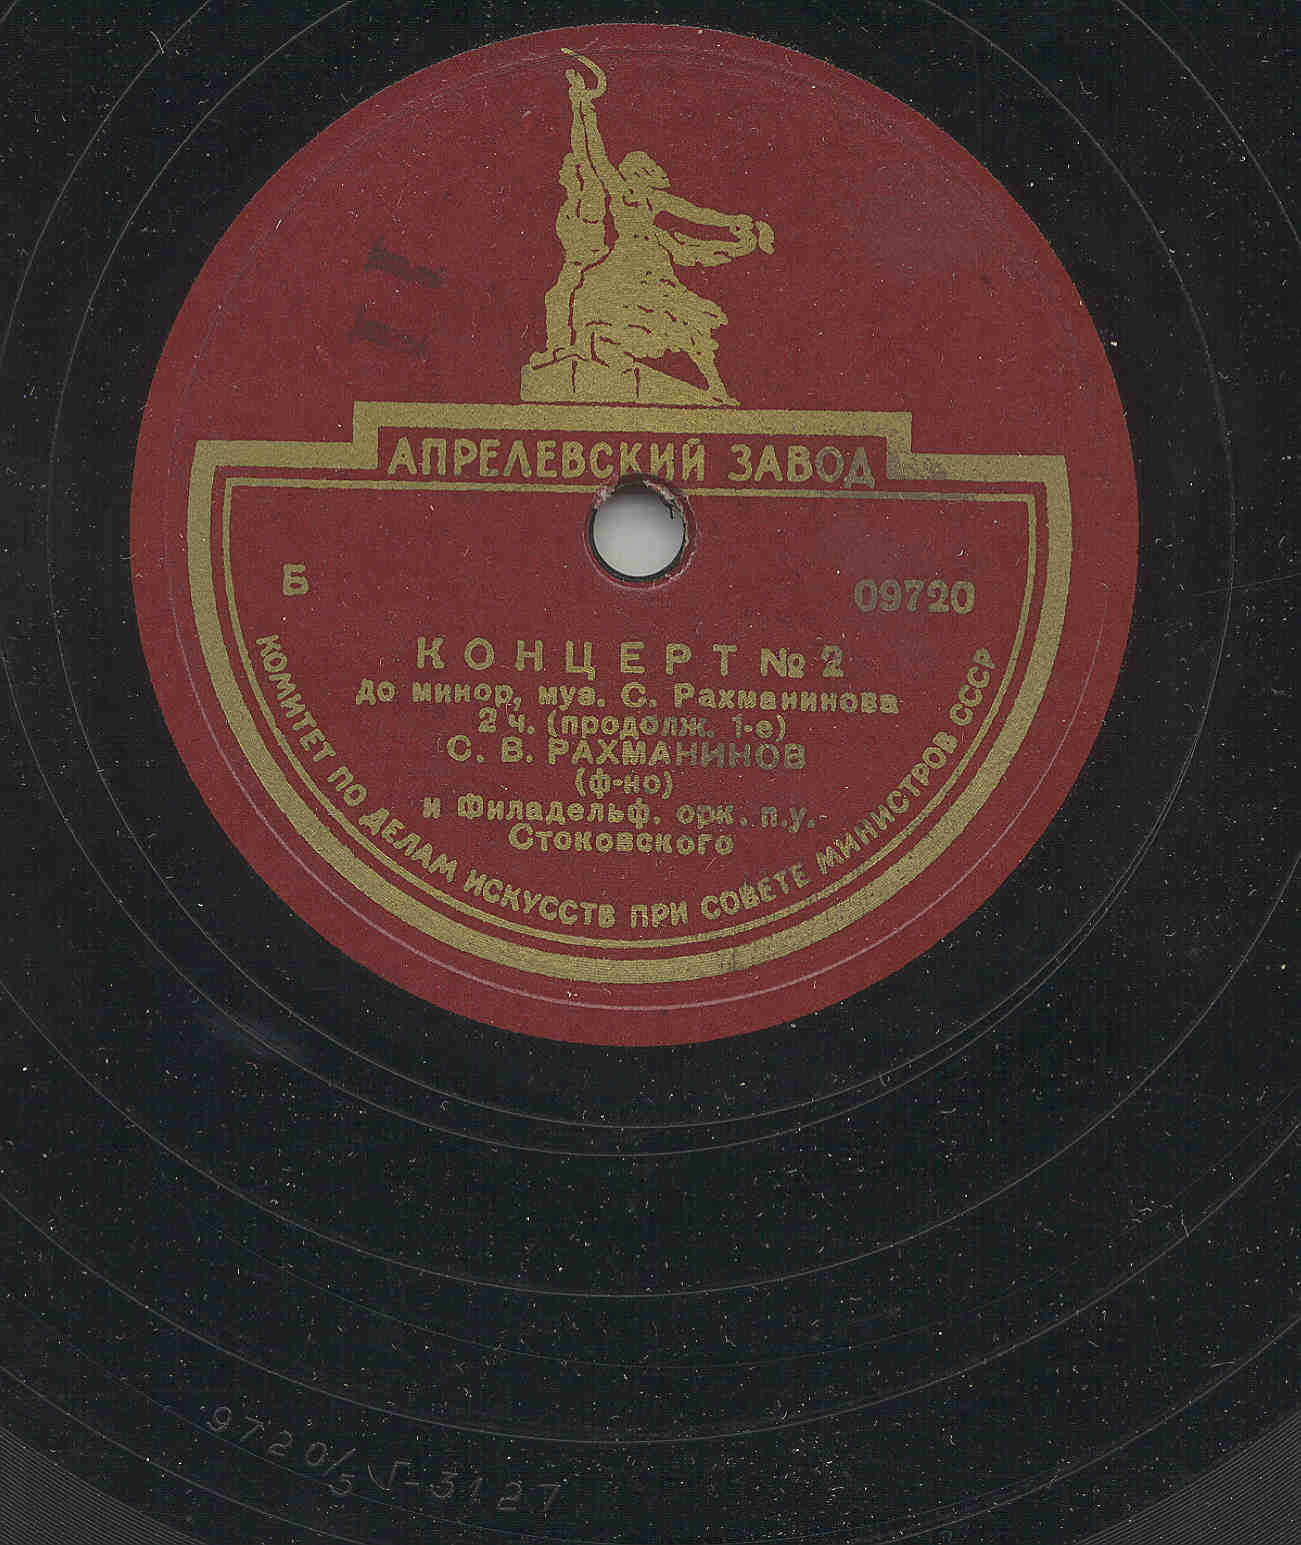 АПРЕЛЕВСКИЙ ЗАВОД
Б
09720
КОНЦЕРТ № 2
до минор, муз. С. Рахманинова
2 ч. (продолж. 1-е)
С. В. РАХМАНИНОВ
(ф-но)
и Филадельф. орк. п.у.
Стоковского
КОМИТЕТ ПО ДЕЛАМ ИСКУССТВ ПРИ СОВЕТЕ МИНИСТРОВ СССР
9720/5 Г-3127